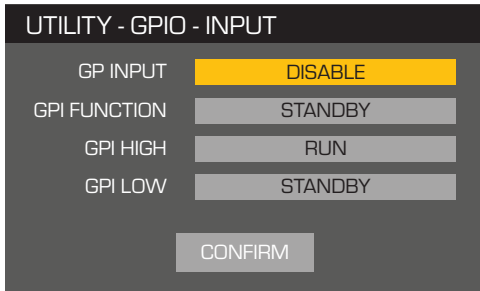 UTILITY - GPIO - INPUT
GP INPUT DISABLE
GPI FUNCTION STANDBY
GPI HIGH RUN
GPI LOW STANDBY
CONFIRM